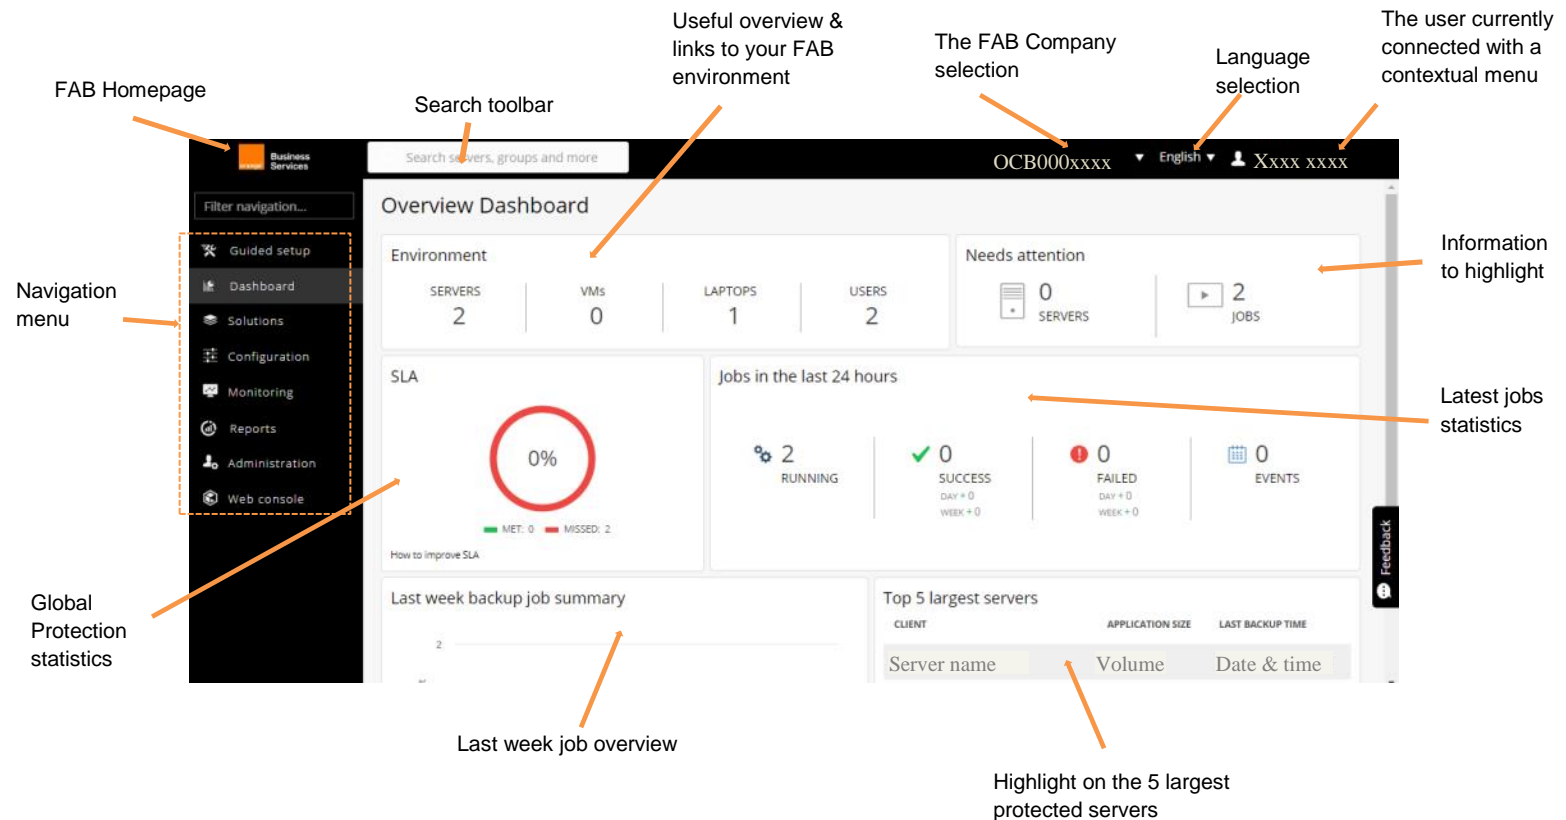 Useful overview &
links to your FAB
environment
The FAB Company
selection
Language
selection
The user currently
connected with a
contextual menu
FAB Homepage
Search toolbar
orange
Business
Services
Search servers, groups and more
OCB000xxxx
English
Xxxx xxxx
Filter navigation...
Guided setup
Dashboard
Solutions
Configuration
Monitoring
Reports
Administration
Web console
Navigation
menu
Global
Protection
statistics
Overview Dashboard
Environment
SERVERS
2
VMs
0
LAPTOPS
1
USERS
2
Needs attention
0
SERVERS
2
JOBS
Information
to highlight
SLA
0%
MET: 0 MISSED: 2
How to improve SLA
Jobs in the last 24 hours
2
RUNNING
0
SUCCESS
DAY + 0
WEEK + 0
0
FAILED
DAY + 0
WEEK + 0
0
EVENTS
Latest jobs
statistics
Feedback
Last week backup job summary
2
Top 5 largest servers
CLIENT APPLICATION SIZE LAST BACKUP TIME
Server name Volume Date & time
Last week job overview
Highlight on the 5 largest
protected servers